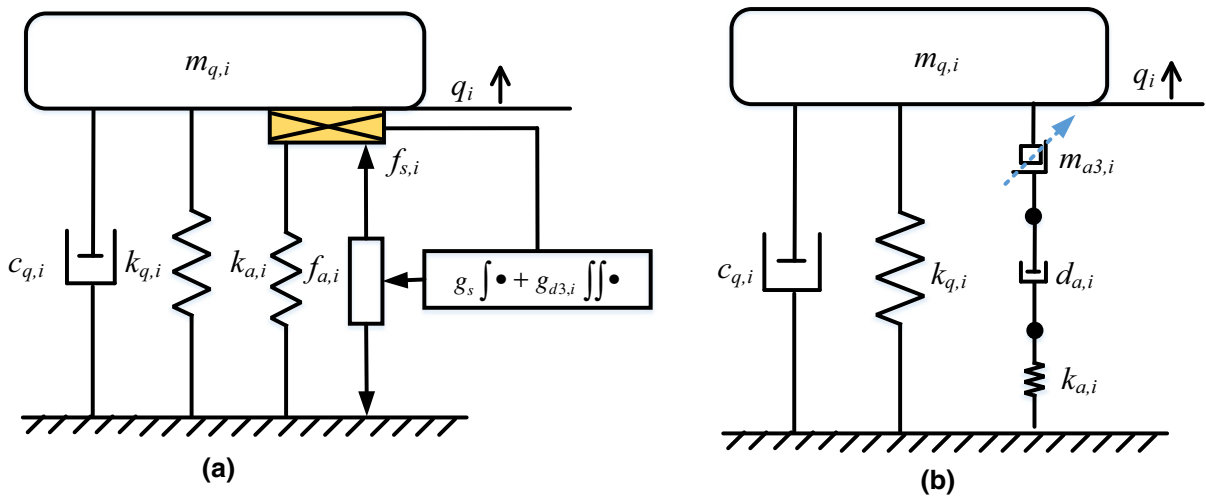 m_{q,i}
q_i
f_{s,i}
c_{q,i}
k_{q,i}
k_{a,i}
f_{a,i}
g_s ∫• + g_{d3,i} ∬•
(a)
m_{q,i}
q_i
m_{a3,i}
c_{q,i}
k_{q,i}
d_{a,i}
k_{a,i}
(b)